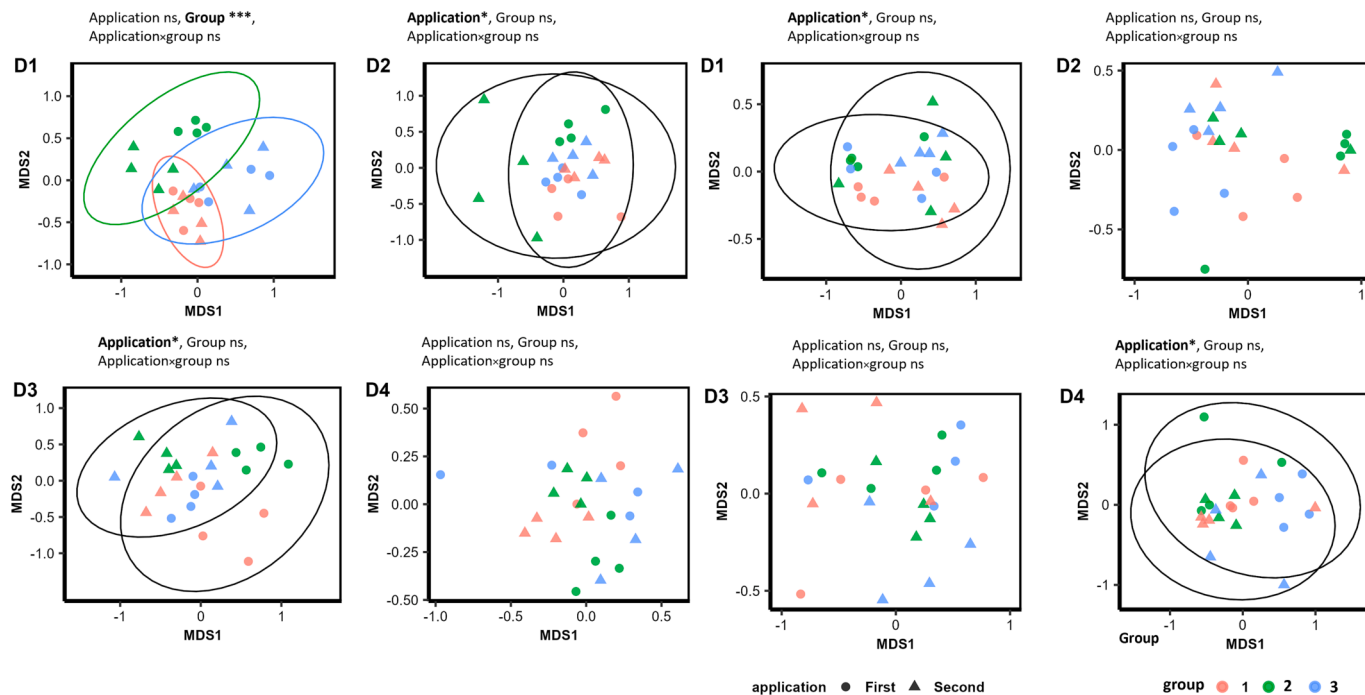 Application ns, Group ***,
Application×group ns
Application*, Group ns,
Application×group ns
Application*, Group ns,
Application×group ns
Application ns, Group ns,
Application×group ns
D1
MDS2
1.0
0.5
0.0
-0.5
-1.0
-1
0
1
MDS1
D2
MDS2
1.0
0.5
0.0
-0.5
-1.0
-1
0
1
MDS1
D1
MDS2
0.5
0.0
-0.5
-1
0
1
MDS1
D2
MDS2
0.5
0.0
-0.5
-1
0
1
MDS1
Application*, Group ns,
Application×group ns
Application ns, Group ns,
Application×group ns
Application ns, Group ns,
Application×group ns
Application*, Group ns,
Application×group ns
D3
MDS2
1.0
0.5
0.0
-0.5
-1.0
-1
0
1
MDS1
D4
MDS2
0.50
0.25
0.00
-0.25
-0.50
-1.0
-0.5
0.0
0.5
MDS1
D3
MDS2
0.5
0.0
-0.5
-1
0
1
MDS1
D4
MDS2
1
0
-1
-1
0
1
MDS1
Group
application First Second
group 1 2 3